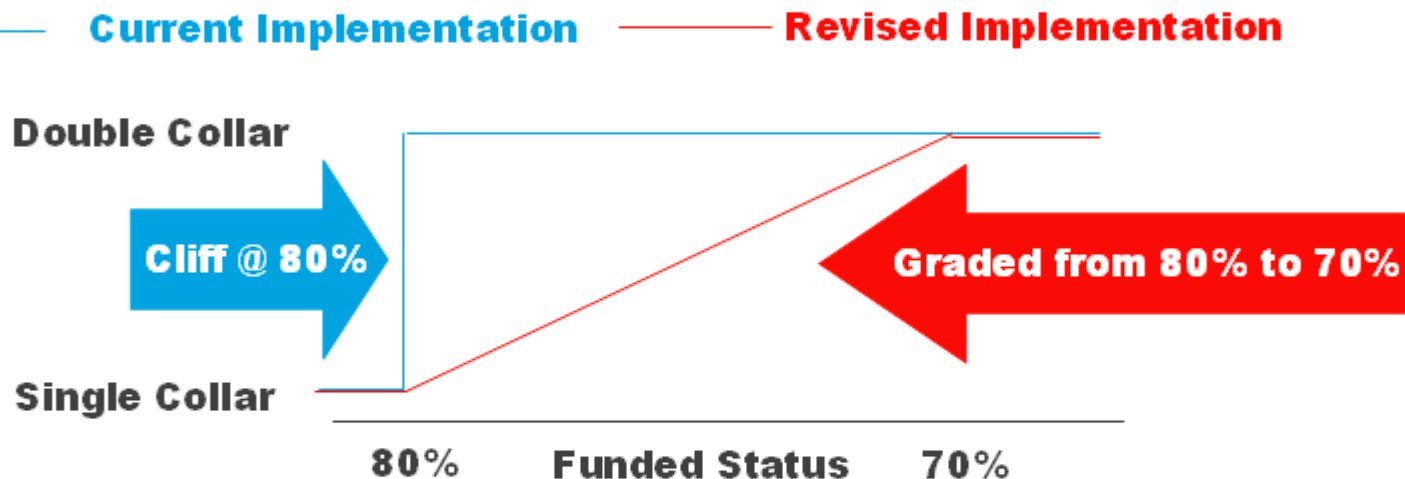 Current Implementation
Revised Implementation
Double Collar
Cliff @ 80%
Graded from 80% to 70%
Single Collar
80%
Funded Status
70%